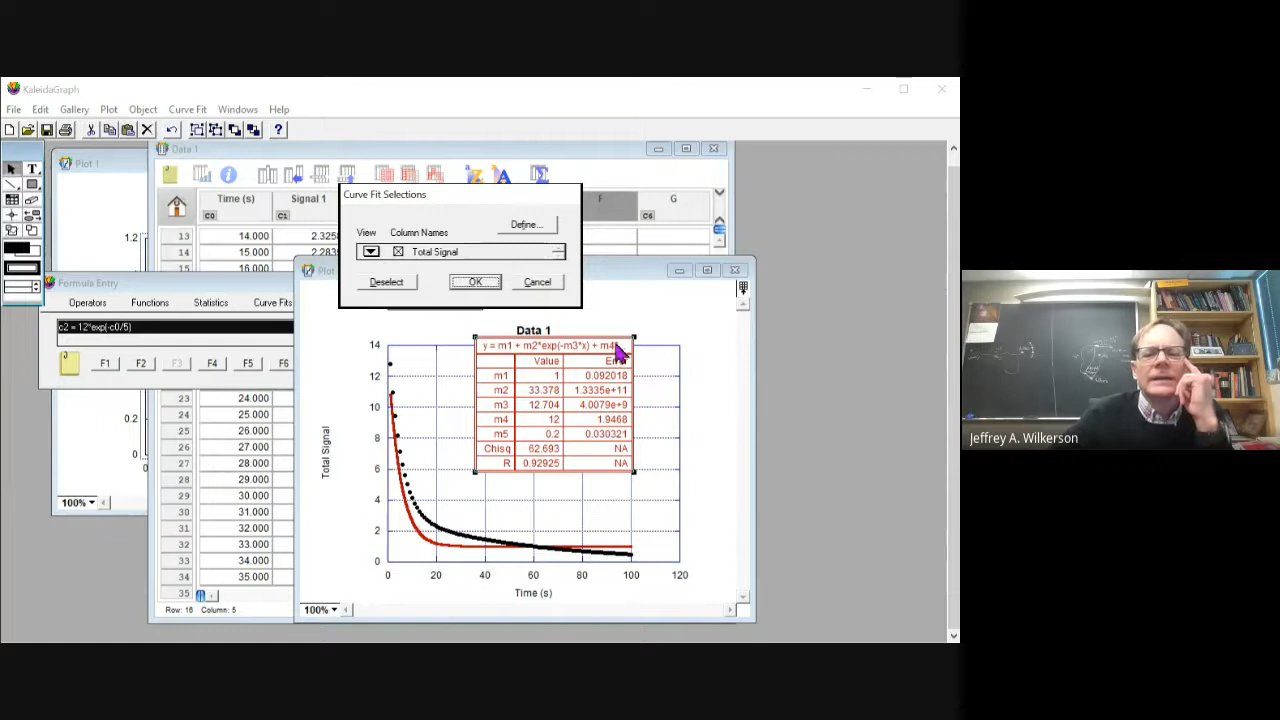 KaleidaGraph
File Edit Gallery Plot Object Curve Fit Windows Help
Plot 1
Data 1
Time (s) Signal 1 F G
C0 C1 C6
13 14.000 2.3258
14 15.000 2.2835
15 16.000
1.2
0.2
0
100%
Formula Entry
Operators Functions Statistics Curve Fits
c2 = 12*exp(-c0/5)
F1 F2 F3 F4 F5 F6
23 24.000
24 25.000
25 26.000
26 27.000
27 28.000
28 29.000
29 30.000
30 31.000
31 32.000
32 33.000
33 34.000
34 35.000
35
Row: 16 Column: 5
Curve Fit Selections
View Column Names Define...
Total Signal
Deselect OK Cancel
Plot
Data 1
y = m1 + m2*exp(-m3*x) + m4
Value
m1 1 0.092018
m2 33.378 1.3335e+11
m3 12.704 4.0079e+9
m4 12 1.9468
m5 0.2 0.030321
Chisq 62.693 NA
R 0.92925 NA
14
12
10
8
6
4
2
0
Total Signal
0 20 40 60 80 100 120
Time (s)
100%
Jeffrey A. Wilkerson